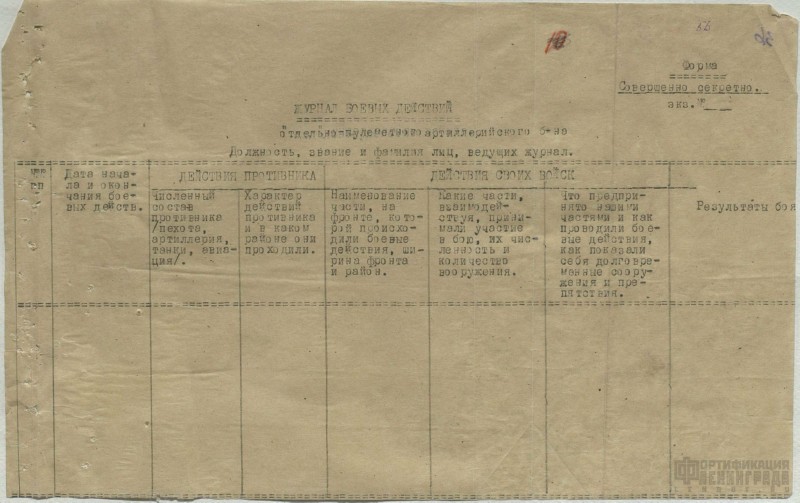 Форма
Совершенно секретно.
экз.№
ЖУРНАЛ БОЕВЫХ ДЕЙСТВИЙ
отдельного пулеметного артиллерийского б-на
Должность, звание и фамилия лиц, ведущих журнал.
№№ пп
Дата нача-
ла и окон-
чания бое-
вых действ.
ДЕЙСТВИЯ ПРОТИВНИКА
Численный
состав
противника
/пехота,
артиллерия,
танки, авиа-
ция/.
Характер
действий
противника
и в каком
районе они
проходили.
ДЕЙСТВИЯ СВОИХ ВОЙСК
Наименование
части, на
фронте, кото-
рой происхо-
дили боевые
действия, ши-
рина фронта
и район.
Какие части,
взаимодей-
ствуя, прини-
мали участие
в бою, их чис-
ленность и
количество
вооружения.
Что предпри-
нято нашими
частями и как
проводили бое-
вые действия,
как показали
себя долговре-
менные соору-
жения и пре-
пятствия.
Результаты боя
ФОРТИФИКАЦИЯ
ЛЕНИНГРАДА